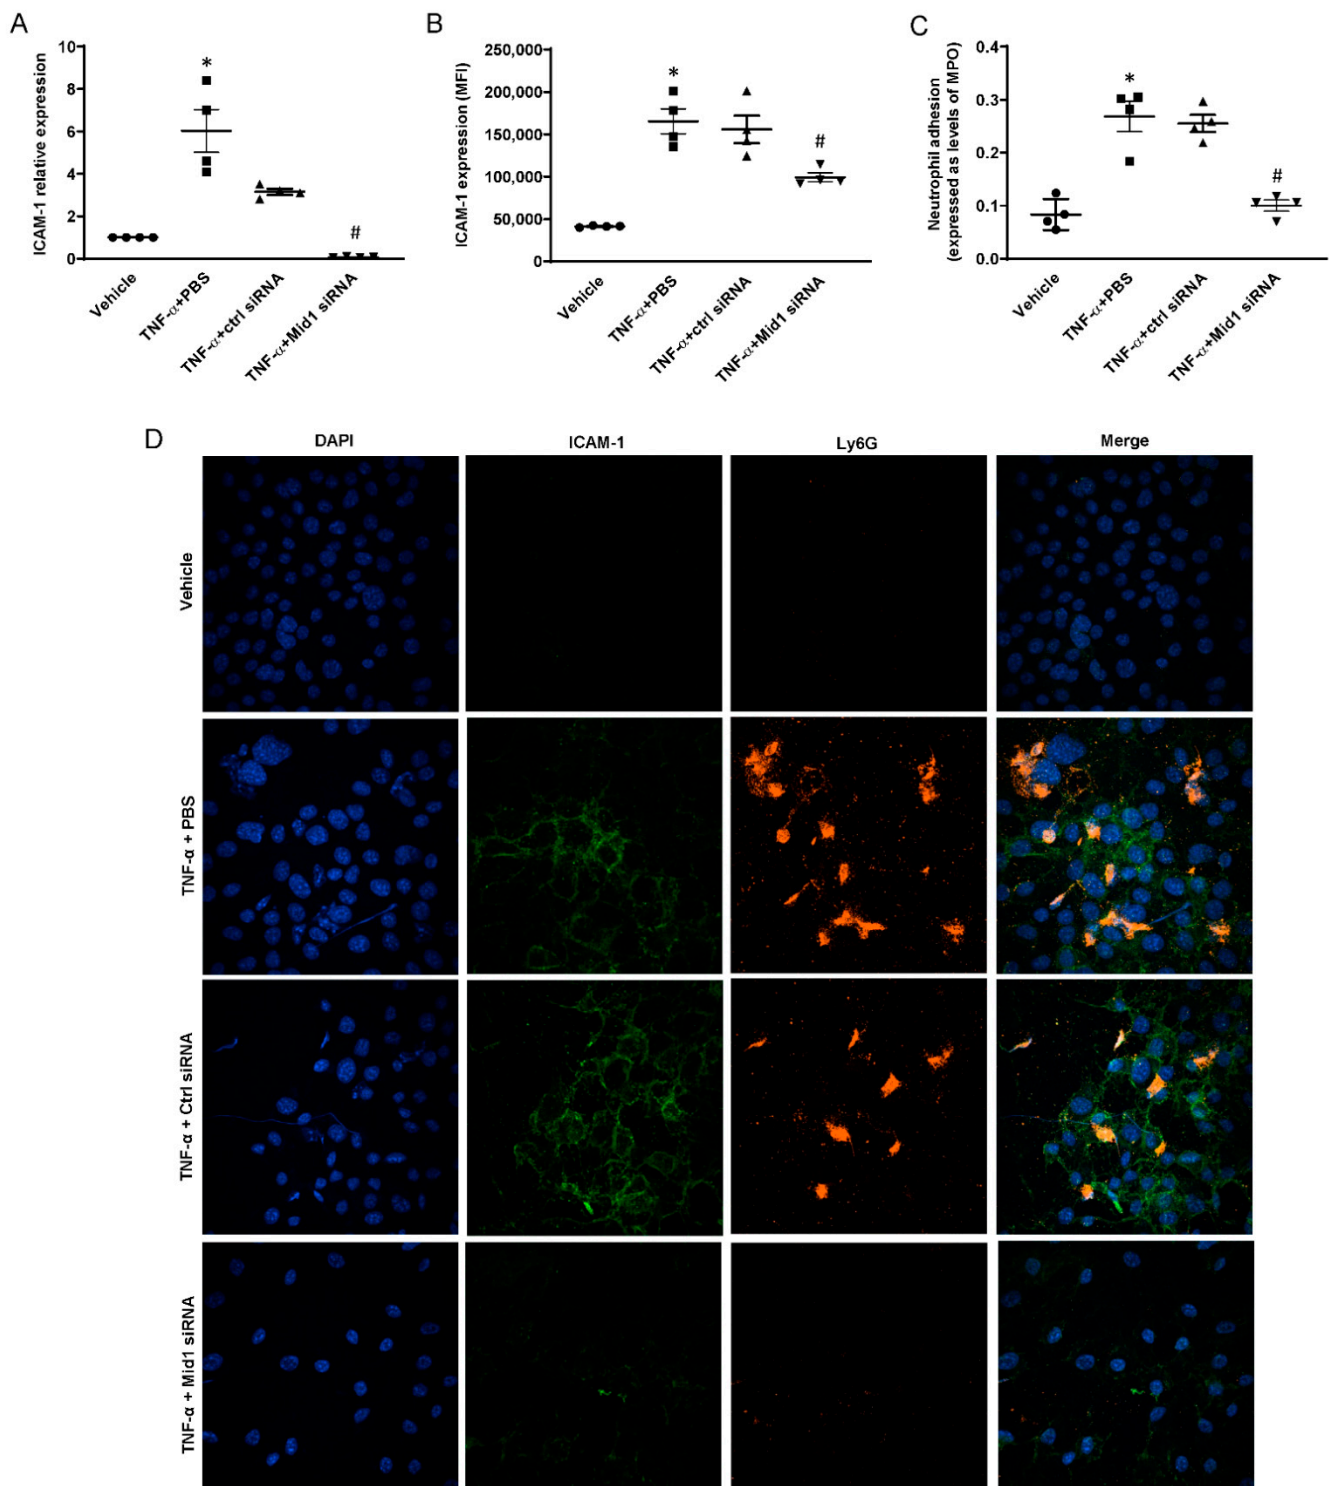 A
ICAM-1 relative expression
10
8
6
4
2
0
*
#
Vehicle
TNF-α+PBS
TNF-α+ctrl siRNA
TNF-α+Mid1 siRNA
B
ICAM-1 expression (MFI)
250,000
200,000
150,000
100,000
50,000
0
*
#
Vehicle
TNF-α+PBS
TNF-α+ctrl siRNA
TNF-α+Mid1 siRNA
C
Neutrophil adhesion
(expressed as levels of MPO)
0.4
0.3
0.2
0.1
0.0
*
#
Vehicle
TNF-α+PBS
TNF-α+ctrl siRNA
TNF-α+Mid1 siRNA
D
DAPI
ICAM-1
Ly6G
Merge
Vehicle
TNF-α + PBS
TNF-α + Ctrl siRNA
TNF-α + Mid1 siRNA